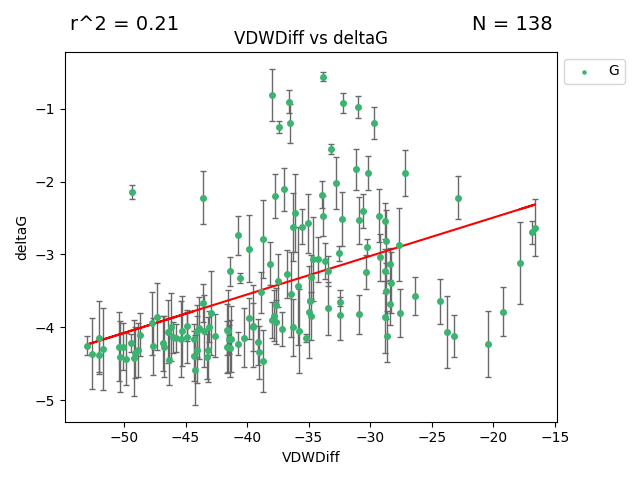 r^2 = 0.21
N = 138
VDWDiff vs deltaG
G
−1
−2
−3
−4
−5
deltaG
−50
−45
−40
−35
−30
−25
−20
−15
VDWDiff